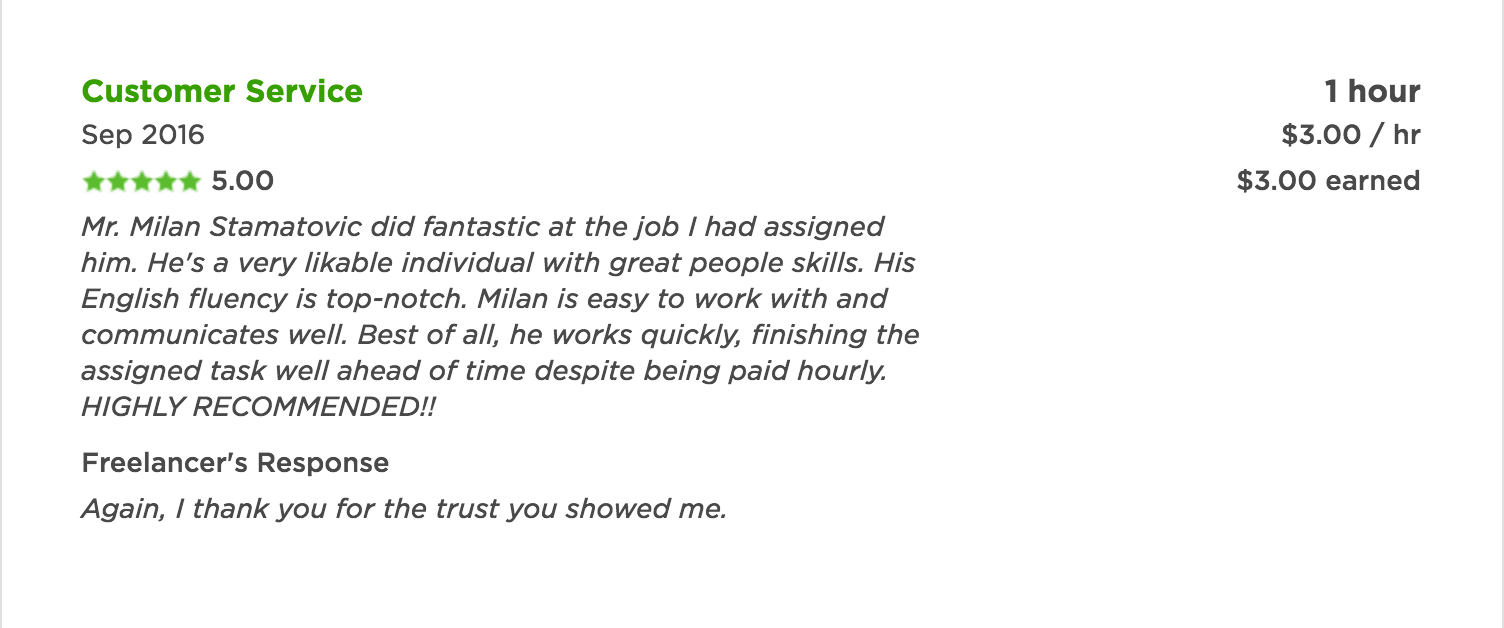 Customer Service
1 hour
Sep 2016
$3.00 / hr
5.00
$3.00 earned
Mr. Milan Stamatovic did fantastic at the job I had assigned
him. He's a very likable individual with great people skills. His
English fluency is top-notch. Milan is easy to work with and
communicates well. Best of all, he works quickly, finishing the
assigned task well ahead of time despite being paid hourly.
HIGHLY RECOMMENDED!!
Freelancer's Response
Again, I thank you for the trust you showed me.